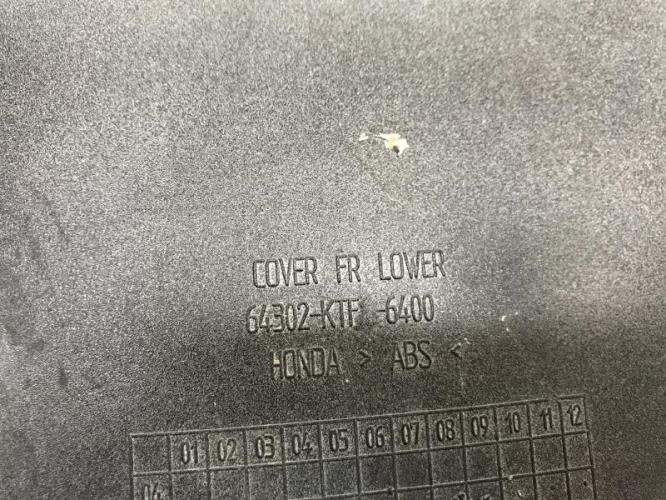 COVER FR LOWER
64302-KTF -6400
HONDA > ABS <
01 02 03 04 05 06 07 08 09 10 11 12
04